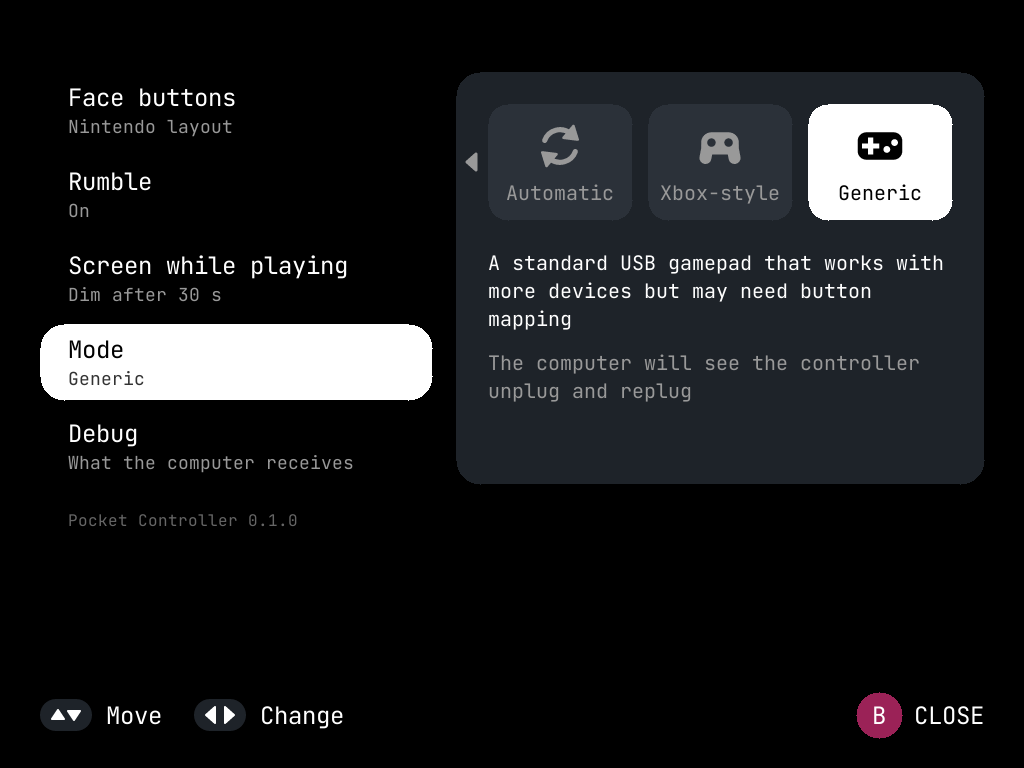 Face buttons
Nintendo layout
Rumble
On
Screen while playing
Dim after 30 s
Mode
Generic
Debug
What the computer receives
Pocket Controller 0.1.0
Automatic
Xbox-style
Generic
A standard USB gamepad that works with
more devices but may need button
mapping
The computer will see the controller
unplug and replug
Move
Change
B CLOSE